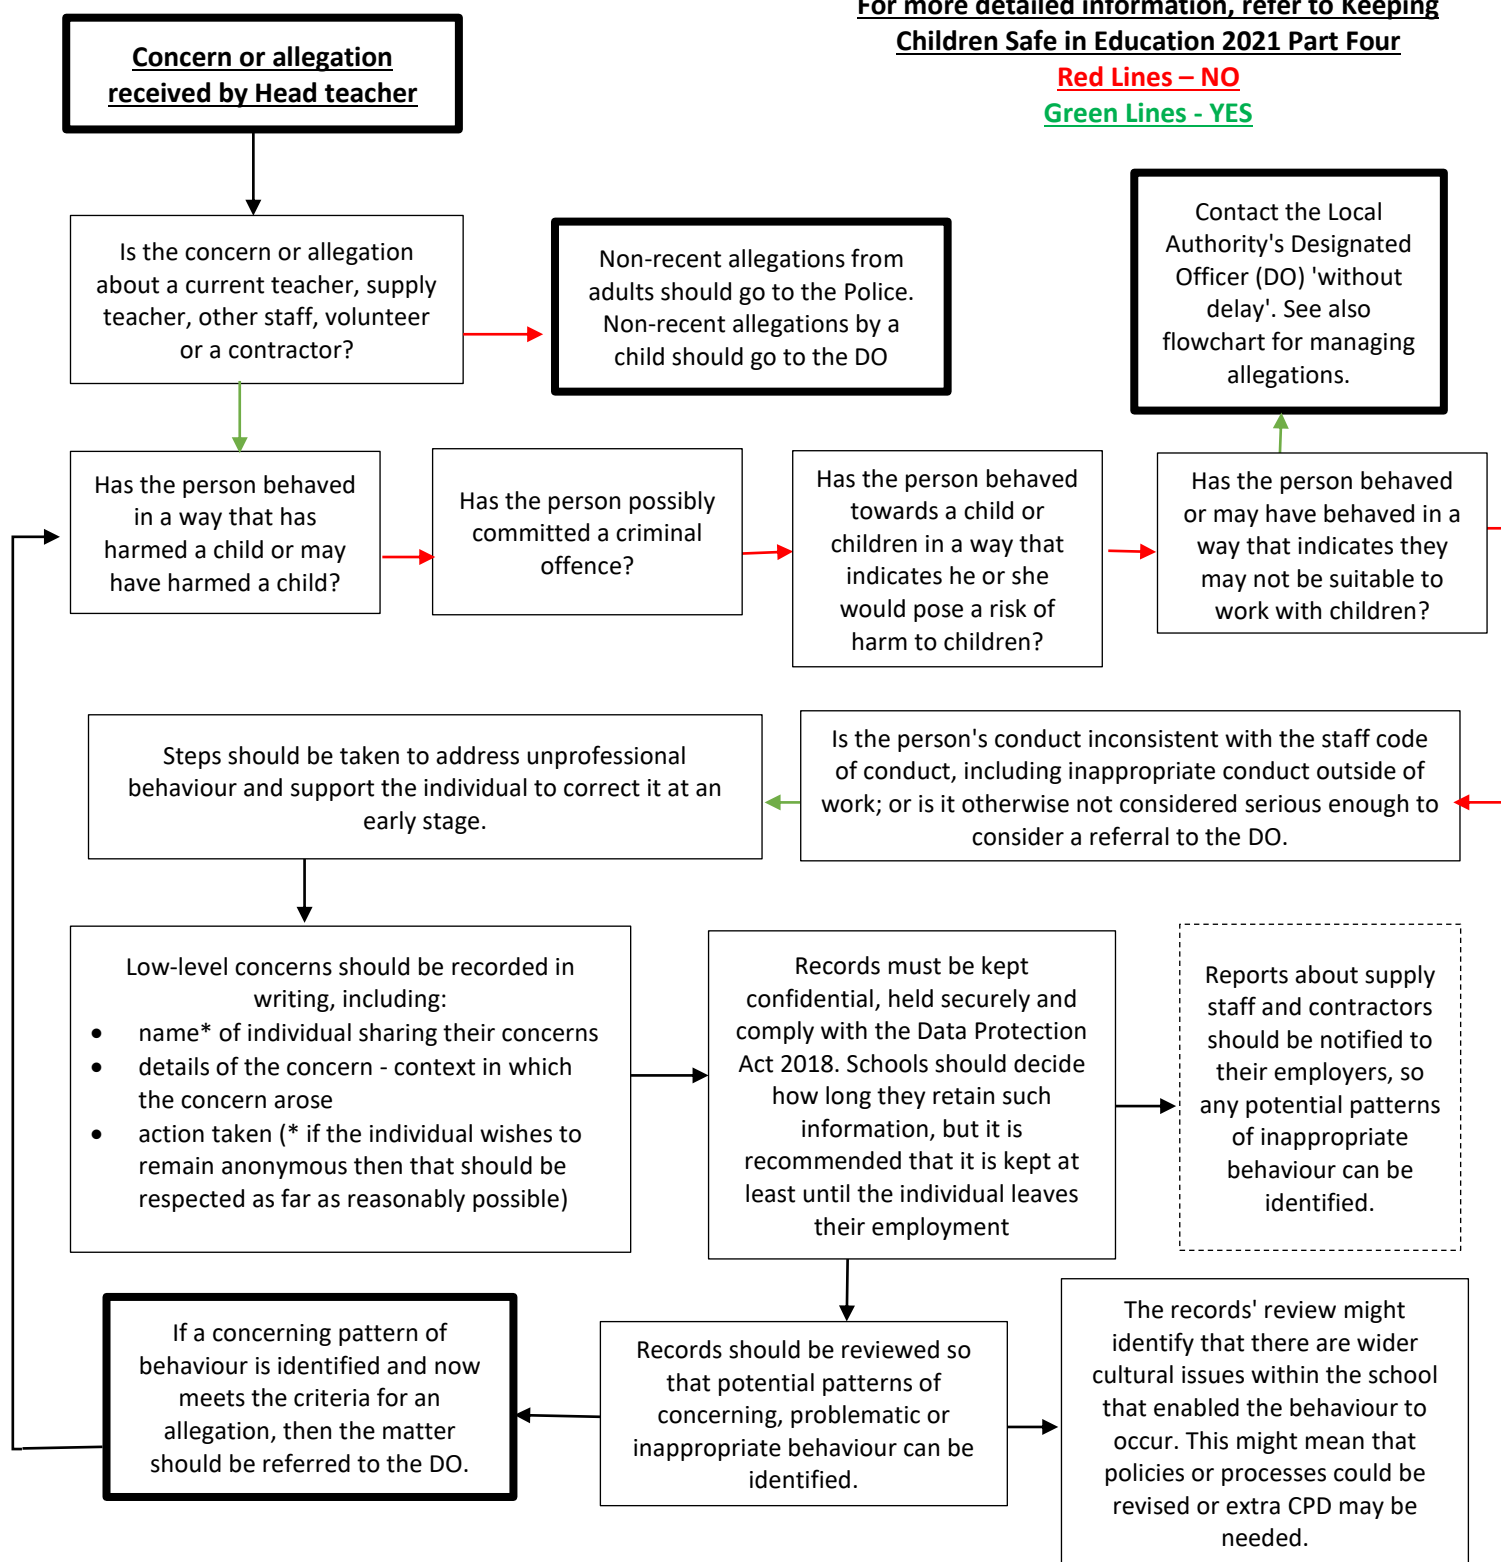 For more detailed information, refer to Keeping
Children Safe in Education 2021 Part Four
Red Lines – NO
Green Lines - YES
Concern or allegation
received by Head teacher
Is the concern or allegation
about a current teacher, supply
teacher, other staff, volunteer
or a contractor?
Non-recent allegations from
adults should go to the Police.
Non-recent allegations by a
child should go to the DO
Contact the Local
Authority's Designated
Officer (DO) 'without
delay'. See also
flowchart for managing
allegations.
Has the person behaved
in a way that has
harmed a child or may
have harmed a child?
Has the person possibly
committed a criminal
offence?
Has the person behaved
towards a child or
children in a way that
indicates he or she
would pose a risk of
harm to children?
Has the person behaved
or may have behaved in a
way that indicates they
may not be suitable to
work with children?
Steps should be taken to address unprofessional
behaviour and support the individual to correct it at an
early stage.
Is the person's conduct inconsistent with the staff code
of conduct, including inappropriate conduct outside of
work; or is it otherwise not considered serious enough to
consider a referral to the DO.
Low-level concerns should be recorded in
writing, including:
• name* of individual sharing their concerns
• details of the concern - context in which
the concern arose
• action taken (* if the individual wishes to
remain anonymous then that should be
respected as far as reasonably possible)
Records must be kept
confidential, held securely and
comply with the Data Protection
Act 2018. Schools should decide
how long they retain such
information, but it is
recommended that it is kept at
least until the individual leaves
their employment
Reports about supply
staff and contractors
should be notified to
their employers, so
any potential patterns
of inappropriate
behaviour can be
identified.
If a concerning pattern of
behaviour is identified and now
meets the criteria for an
allegation, then the matter
should be referred to the DO.
Records should be reviewed so
that potential patterns of
concerning, problematic or
inappropriate behaviour can be
identified.
The records' review might
identify that there are wider
cultural issues within the school
that enabled the behaviour to
occur. This might mean that
policies or processes could be
revised or extra CPD may be
needed.